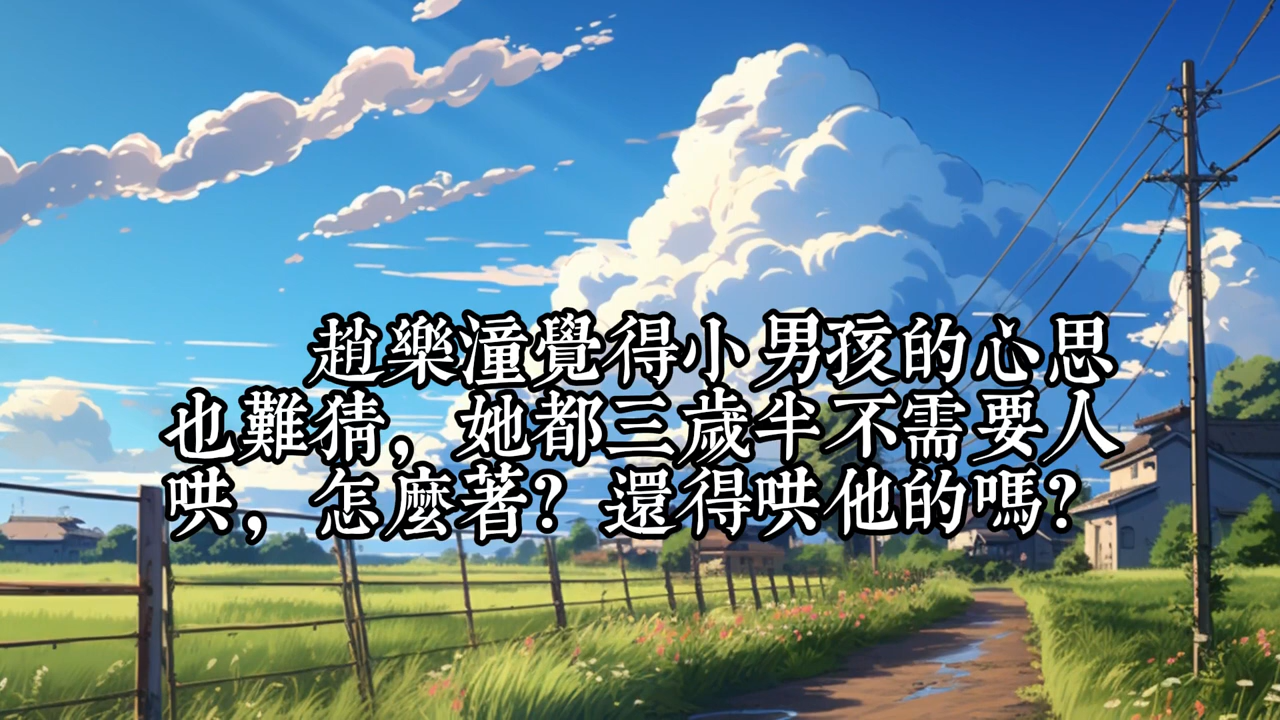 趙樂潼覺得小男孩的心思
也難猜，她都三歲半不需要人
哄，怎麼著？還得哄他的嗎？